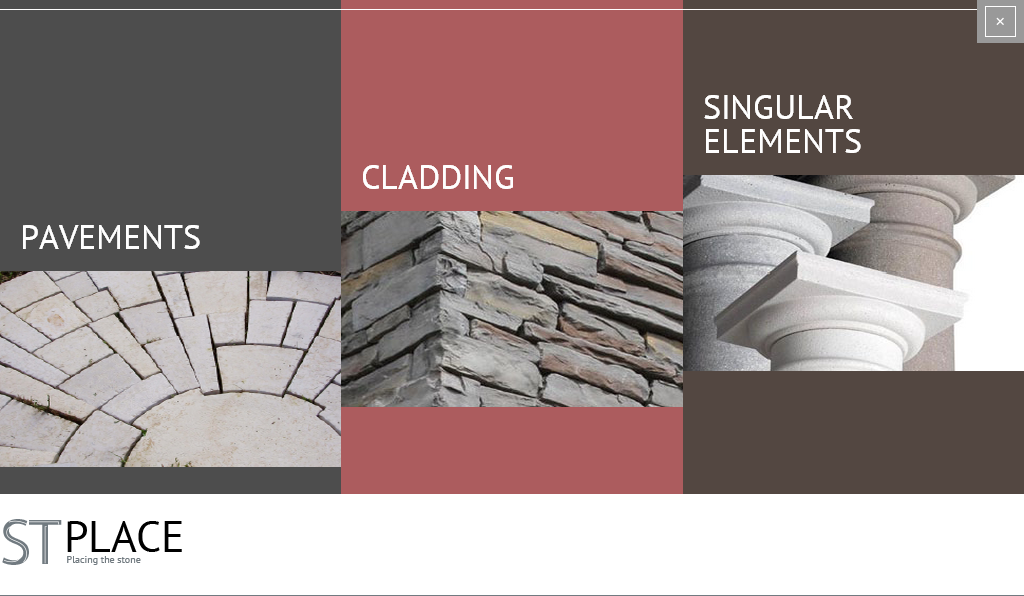 PAVEMENTS
CLADDING
SINGULAR
ELEMENTS
×
STPLACE
Placing the stone